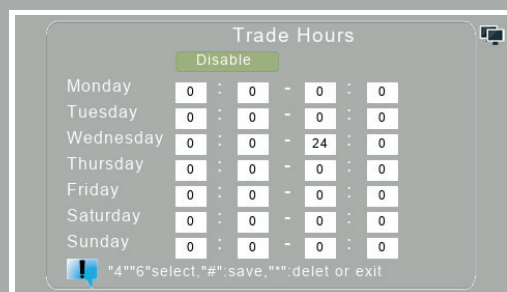 Trade Hours
Disable
Monday 0 : 0 - 0 : 0
Tuesday 0 : 0 - 0 : 0
Wednesday 0 : 0 - 24 : 0
Thursday 0 : 0 - 0 : 0
Friday 0 : 0 - 0 : 0
Saturday 0 : 0 - 0 : 0
Sunday 0 : 0 - 0 : 0
! "4""6"select,"#":save,"*":delet or exit